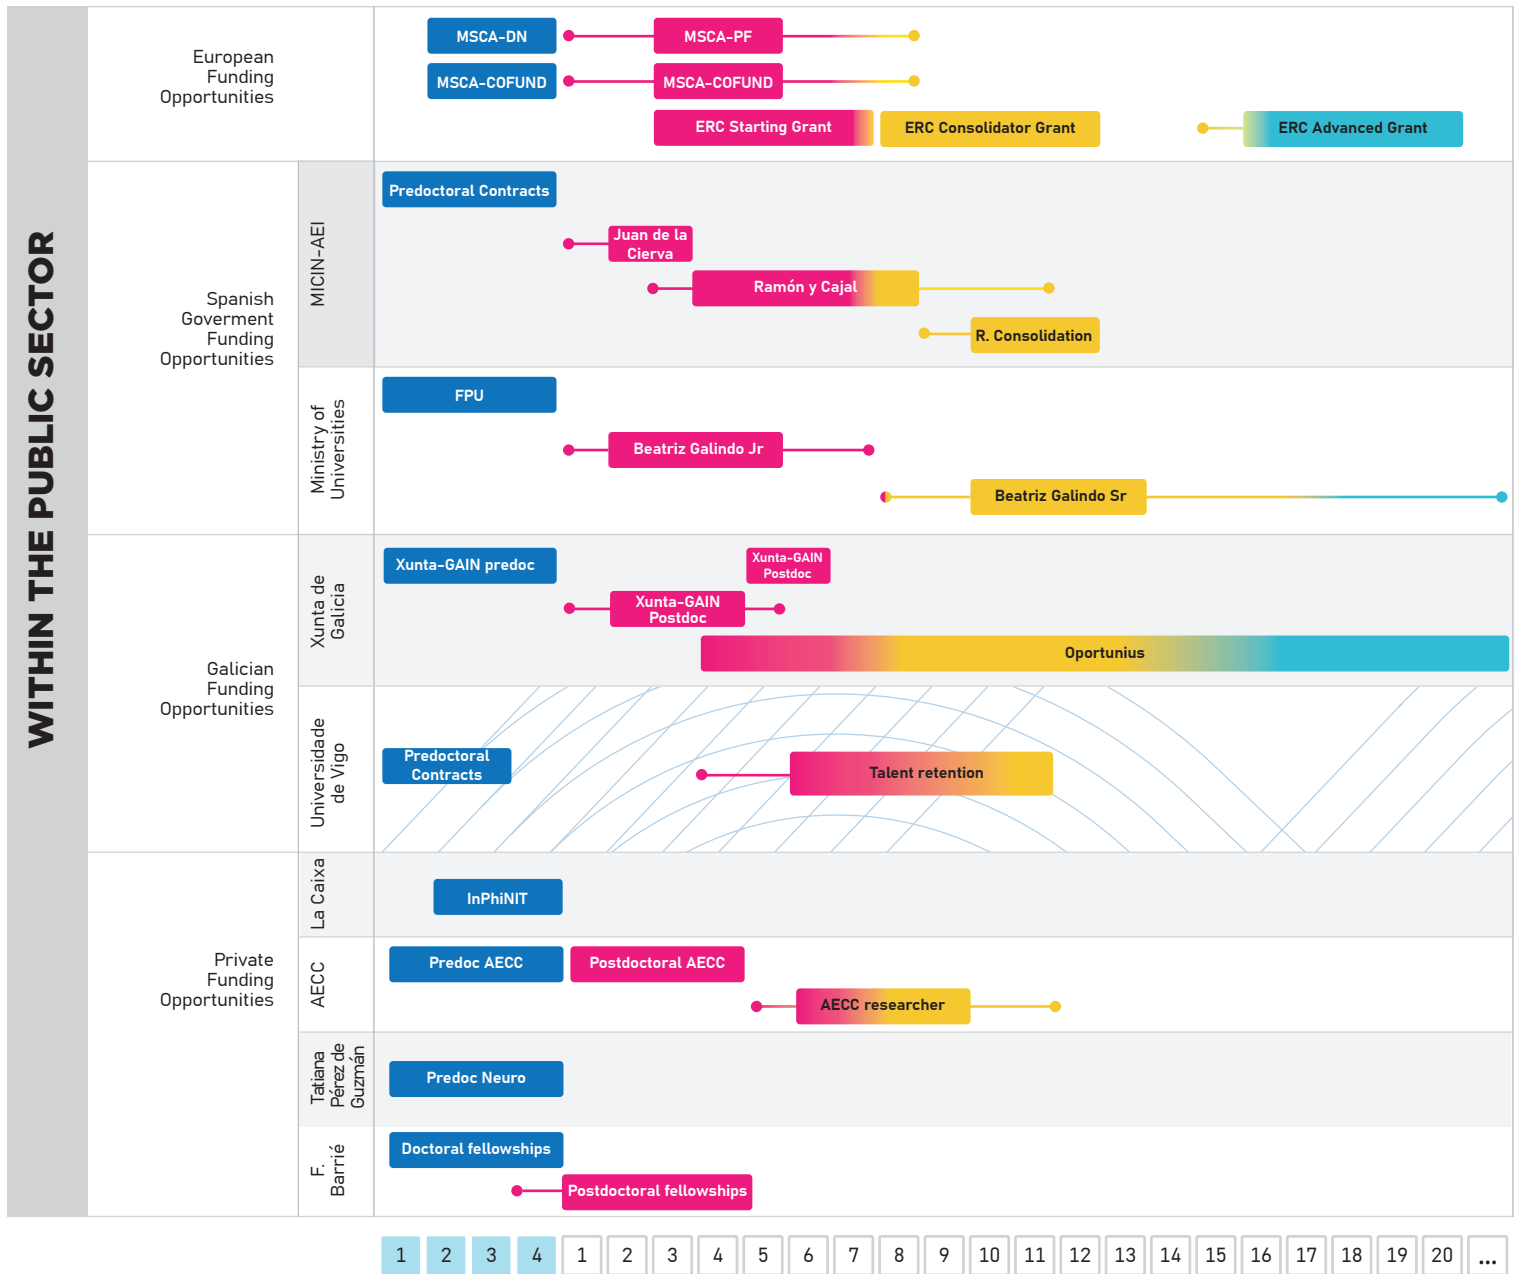 WITHIN THE PUBLIC SECTOR
European
Funding
Opportunities
MSCA-DN
MSCA-PF
MSCA-COFUND
MSCA-COFUND
ERC Starting Grant
ERC Consolidator Grant
ERC Advanced Grant
Spanish
Goverment
Funding
Opportunities
MICIN-AEI
Predoctoral Contracts
Juan de la
Cierva
Ramón y Cajal
R. Consolidation
Ministry of
Universities
FPU
Beatriz Galindo Jr
Beatriz Galindo Sr
Galician
Funding
Opportunities
Xunta de
Galicia
Xunta-GAIN predoc
Xunta-GAIN
Postdoc
Xunta-GAIN
Postdoc
Oportunius
Universidade
de Vigo
Predoctoral
Contracts
Talent retention
Private
Funding
Opportunities
La Caixa
InPhiNIT
AECC
Predoc AECC
Postdoctoral AECC
AECC researcher
Tatiana
Pérez de
Guzmán
Predoc Neuro
F.
Barrié
Doctoral fellowships
Postdoctoral fellowships
1 2 3 4 1 2 3 4 5 6 7 8 9 10 11 12 13 14 15 16 17 18 19 20 ...